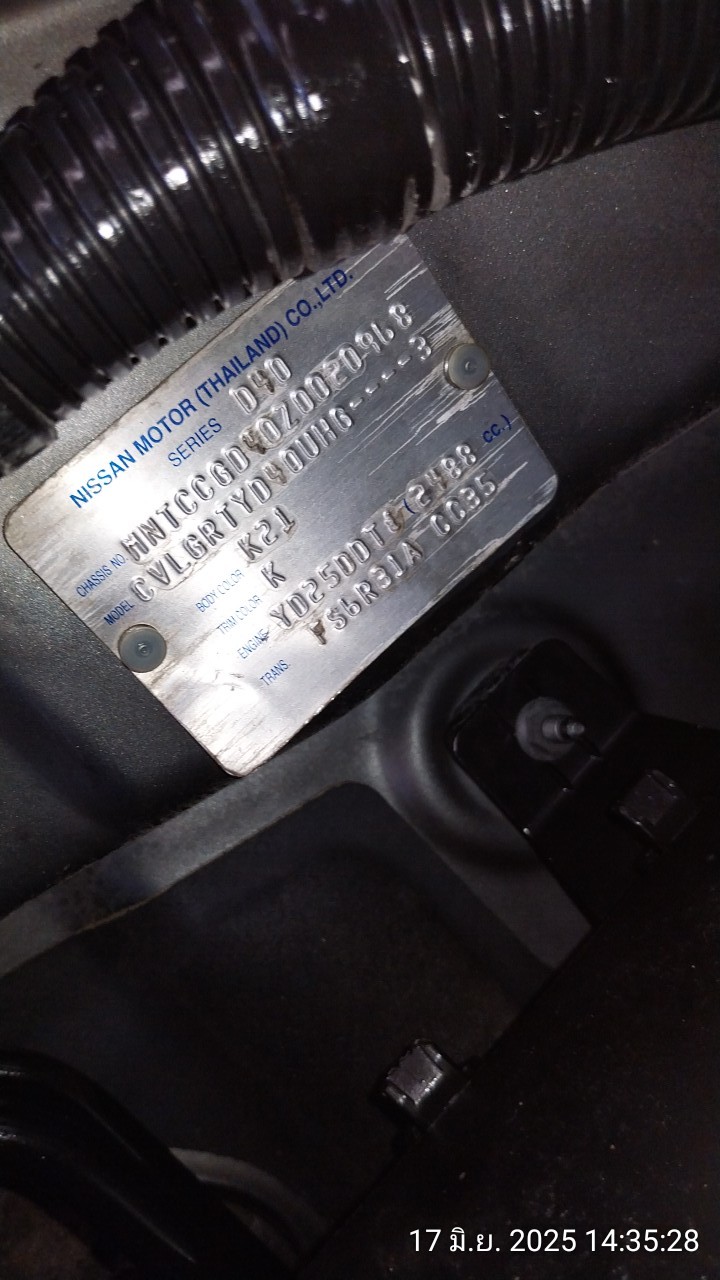 NISSAN MOTOR (THAILAND) CO.,LTD.
SERIES D40
CHASSIS NO. MNTCCGD40Z0020968
MODEL CVLGRTYD40UHG-----3
BODY COLOR K21
TRIM COLOR K
ENGINE YD25DDTI (2488 cc.)
TRANS. FS6R31A CC35
17 มิ.ย. 2025 14:35:28